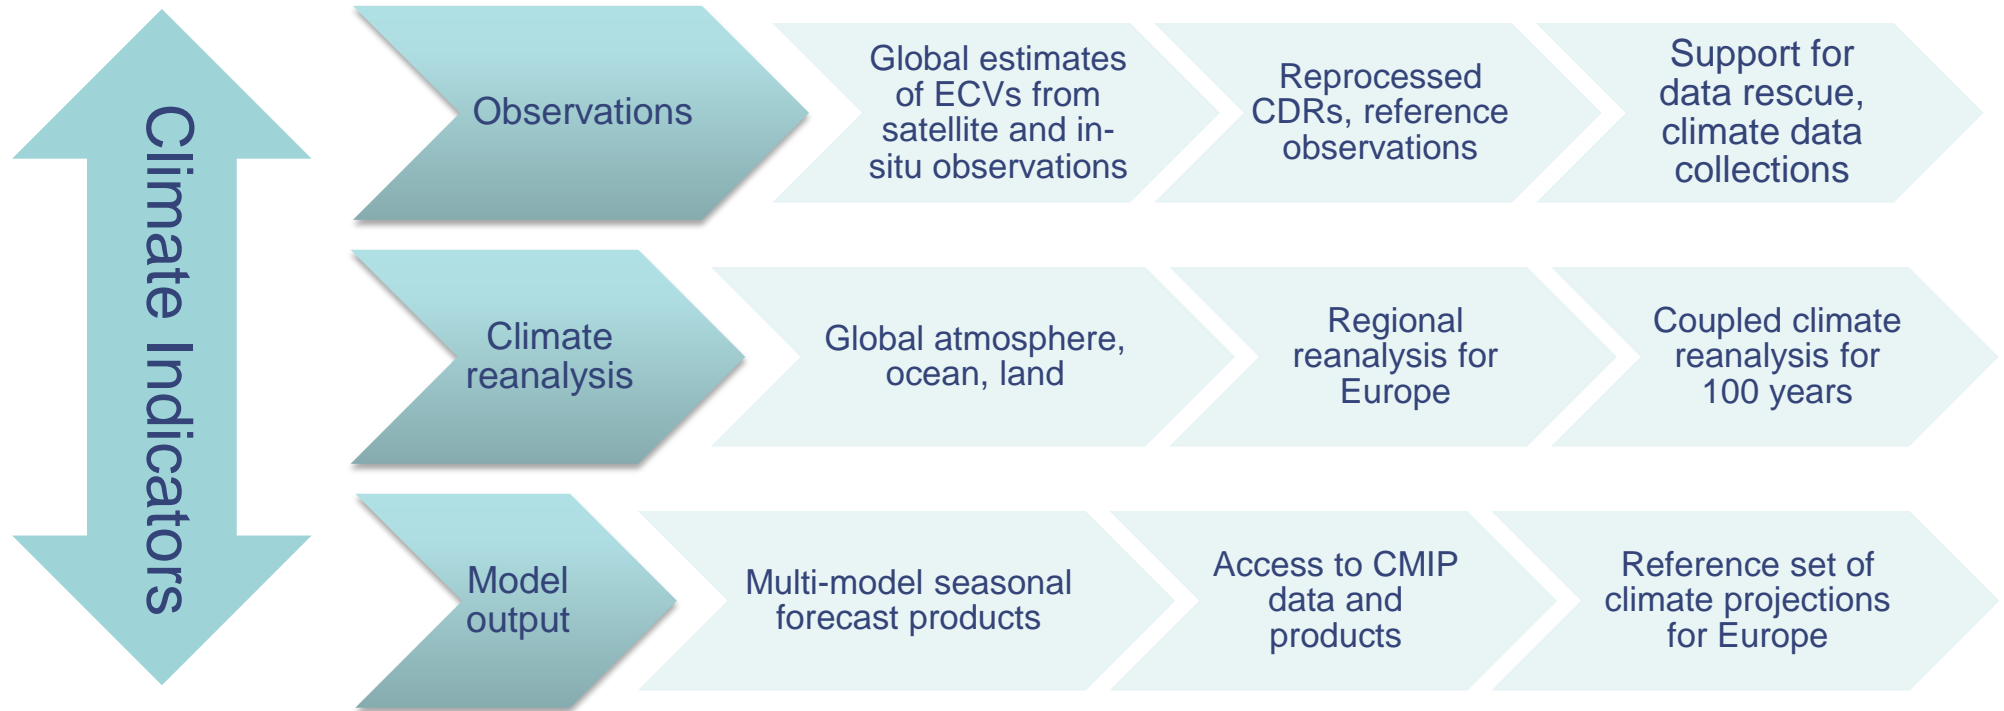 Climate Indicators
Observations
Global estimates
of ECVs from
satellite and in-
situ observations
Reprocessed
CDRs, reference
observations
Support for
data rescue,
climate data
collections
Climate
reanalysis
Global atmosphere,
ocean, land
Regional
reanalysis for
Europe
Coupled climate
reanalysis for
100 years
Model
output
Multi-model seasonal
forecast products
Access to CMIP
data and
products
Reference set of
climate projections
for Europe